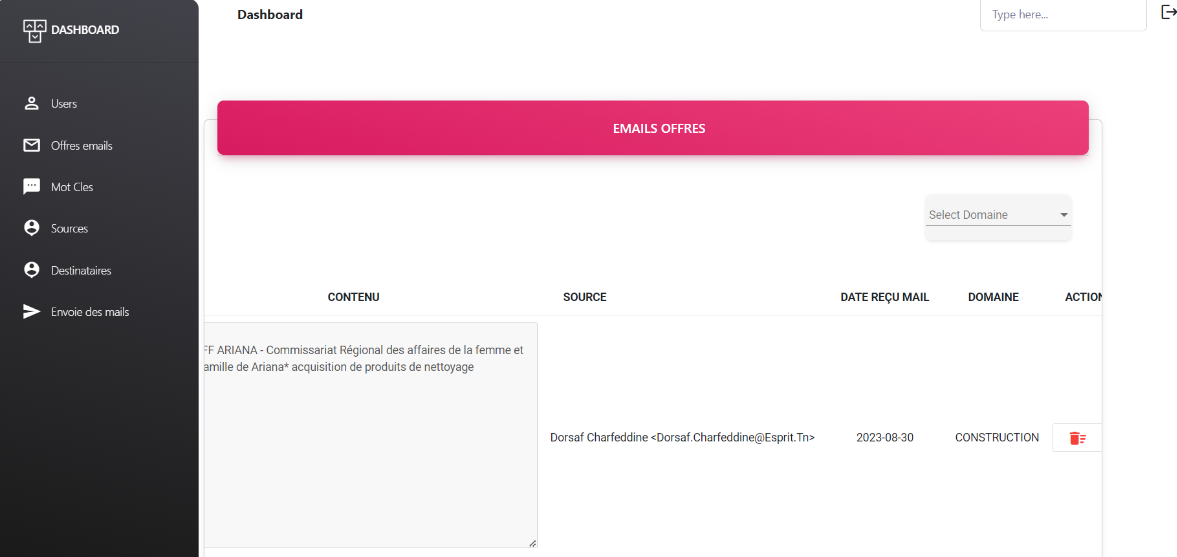 DASHBOARD
Dashboard
Type here...
Users
Offres emails
Mot Cles
Sources
Destinataires
Envoie des mails
EMAILS OFFRES
Select Domaine
CONTENU SOURCE DATE REÇU MAIL DOMAINE ACTION
FF ARIANA - Commissariat Régional des affaires de la femme et
amille de Ariana* acquisition de produits de nettoyage
Dorsaf Charfeddine <Dorsaf.Charfeddine@Esprit.Tn> 2023-08-30 CONSTRUCTION